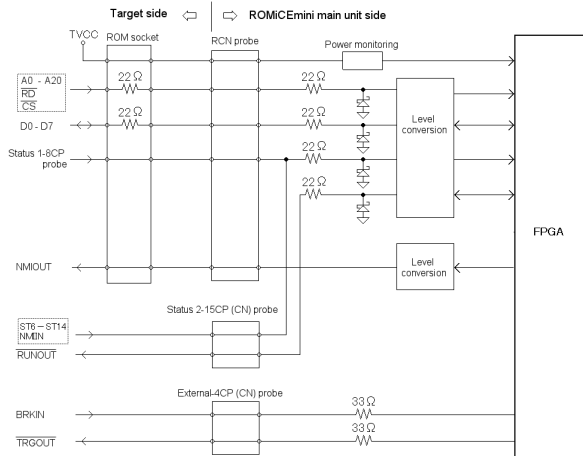 Target side
ROMiCEmini main unit side
TVCC
ROM socket
RCN probe
Power monitoring
A0 - A20
RD
CS
22 Ω
22 Ω
D0 - D7
22 Ω
22 Ω
Level
conversion
Status 1-8CP
probe
22 Ω
22 Ω
FPGA
NMIOUT
Level
conversion
Status 2-15CP (CN) probe
ST6 – ST14
NMIIN
RUNOUT
External-4CP (CN) probe
BRKIN
33 Ω
TRGOUT
33 Ω